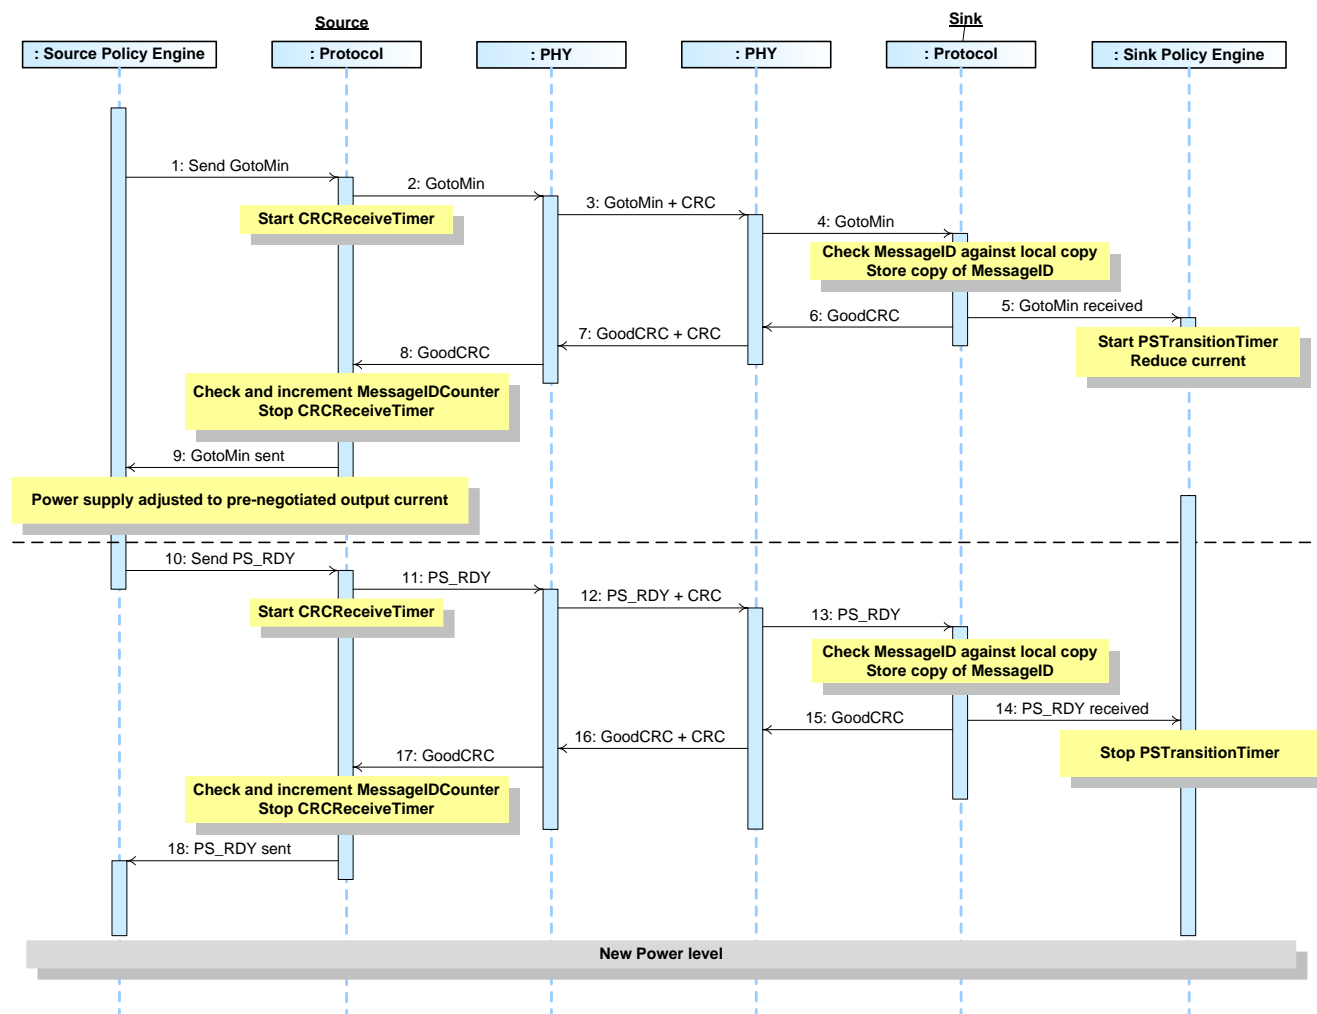 Source
Sink
: Source Policy Engine
: Protocol
: PHY
: PHY
: Protocol
: Sink Policy Engine
1: Send GotoMin
2: GotoMin
Start CRCReceiveTimer
3: GotoMin + CRC
4: GotoMin
Check MessageID against local copy
Store copy of MessageID
5: GotoMin received
6: GoodCRC
7: GoodCRC + CRC
Start PSTransitionTimer
Reduce current
8: GoodCRC
Check and increment MessageIDCounter
Stop CRCReceiveTimer
9: GotoMin sent
Power supply adjusted to pre-negotiated output current
10: Send PS_RDY
11: PS_RDY
Start CRCReceiveTimer
12: PS_RDY + CRC
13: PS_RDY
Check MessageID against local copy
Store copy of MessageID
14: PS_RDY received
15: GoodCRC
16: GoodCRC + CRC
Stop PSTransitionTimer
17: GoodCRC
Check and increment MessageIDCounter
Stop CRCReceiveTimer
18: PS_RDY sent
New Power level